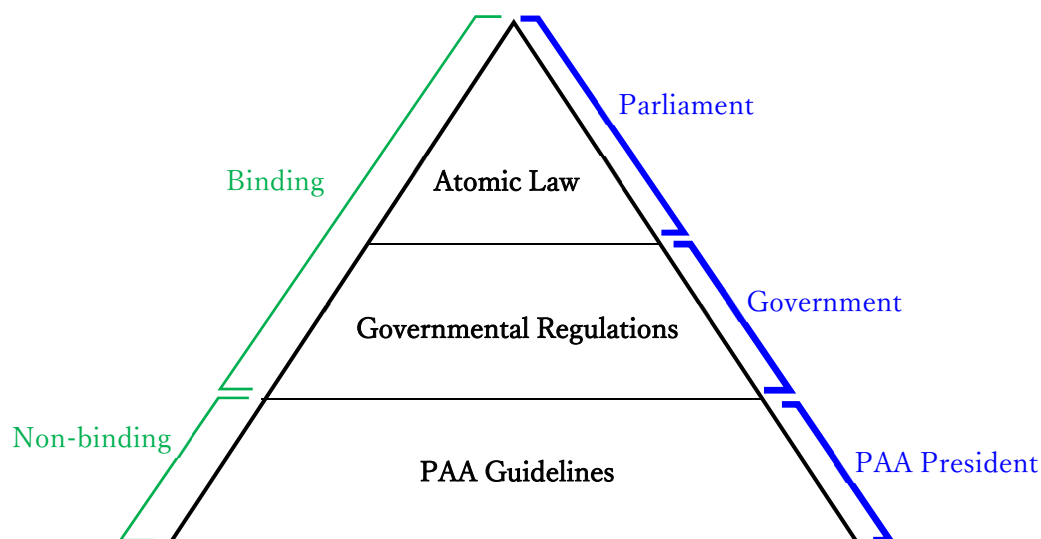 Parliament
Binding
Atomic Law
Government
Governmental Regulations
Non-binding
PAA President
PAA Guidelines